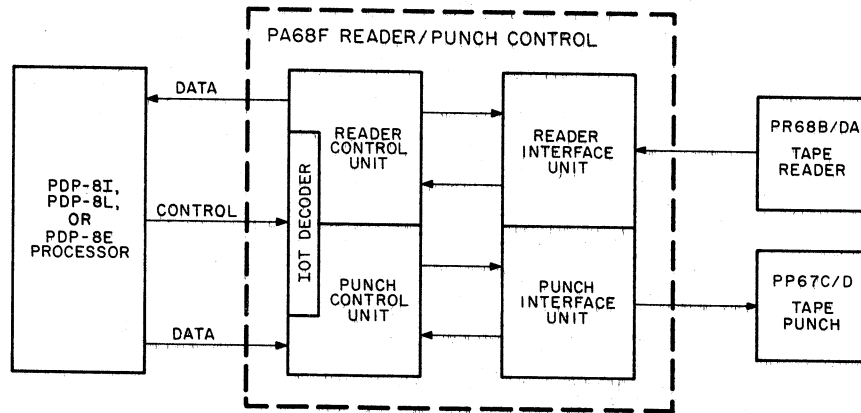 PA68F READER/PUNCH CONTROL
DATA
PDP-8I,
PDP-8L,
OR
PDP-8E
PROCESSOR
CONTROL
DATA
IOT DECODER
READER
CONTROL
UNIT
PUNCH
CONTROL
UNIT
READER
INTERFACE
UNIT
PUNCH
INTERFACE
UNIT
PR68B/DA
TAPE
READER
PP67C/D
TAPE
PUNCH